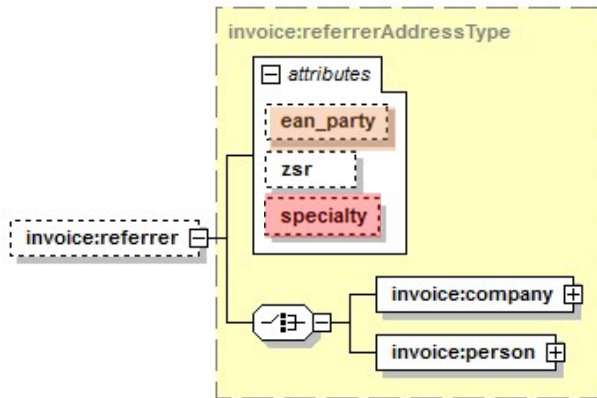 invoice:referrerAddressType
attributes
ean_party
zsr
specialty
invoice:referrer
invoice:company
invoice:person